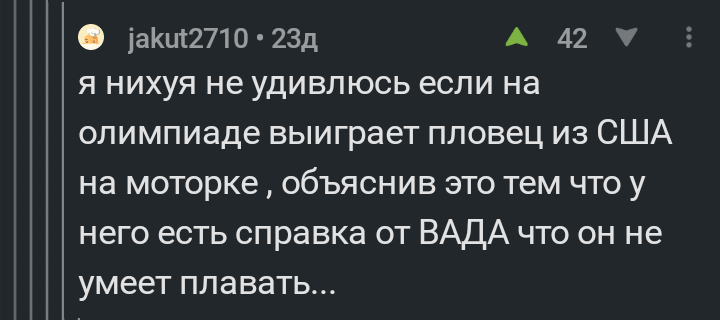 jakut2710 • 23д 42
я нихуя не удивлюсь если на
олимпиаде выиграет пловец из США
на моторке , объяснив это тем что у
него есть справка от ВАДА что он не
умеет плавать...